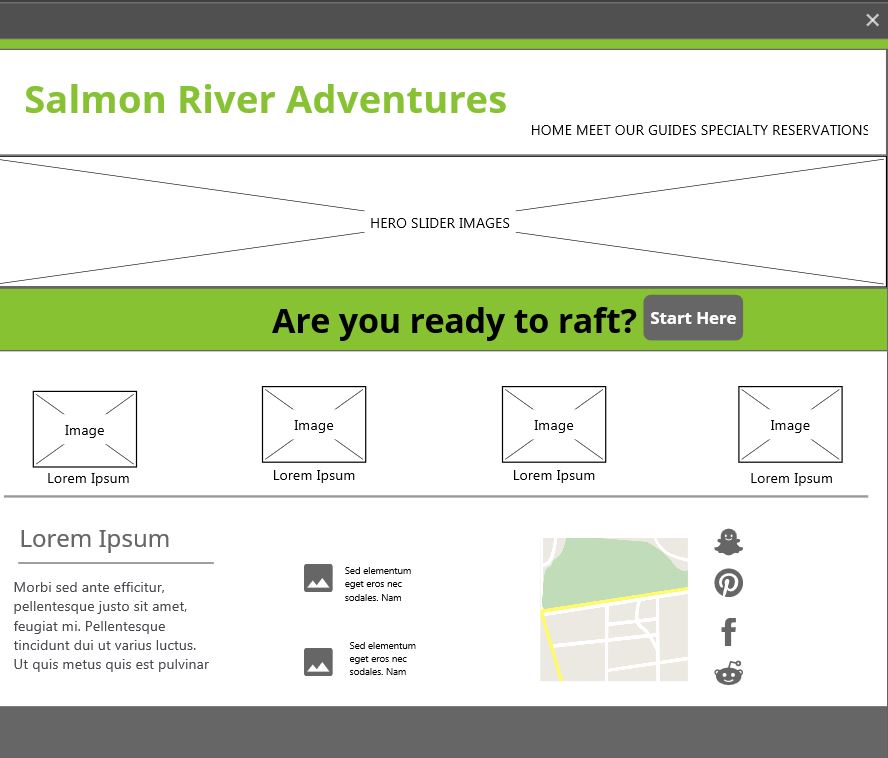 Salmon River Adventures
HOME MEET OUR GUIDES SPECIALTY RESERVATIONS
HERO SLIDER IMAGES
Are you ready to raft? Start Here
Image Image Image Image
Lorem Ipsum Lorem Ipsum Lorem Ipsum Lorem Ipsum
Lorem Ipsum
Morbi sed ante efficitur,
pellentesque justo sit amet,
feugiat mi. Pellentesque
tincidunt dui ut varius luctus.
Ut quis metus quis est pulvinar
Sed elementum
eget eros nec
sodales. Nam
Sed elementum
eget eros nec
sodales. Nam